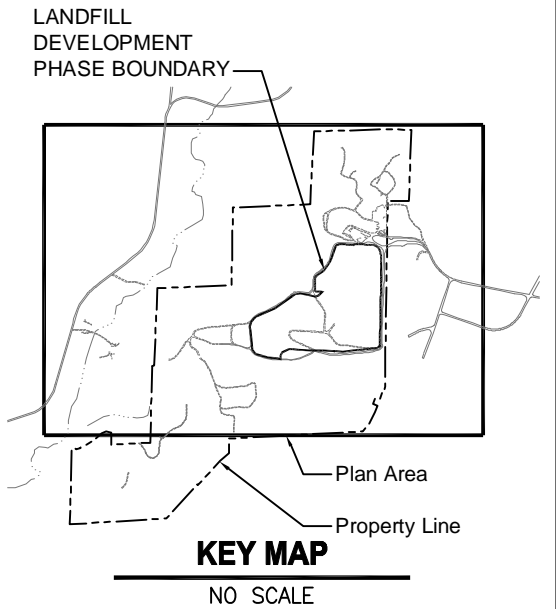 LANDFILL
DEVELOPMENT
PHASE BOUNDARY
Plan Area
Property Line
KEY MAP
NO SCALE